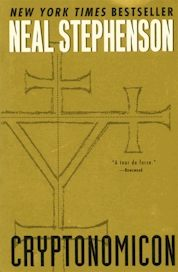 NEW YORK TIMES BESTSELLER
NEAL STEPHENSON
"A tour de force."
—Newsweek
CRYPTONOMICON